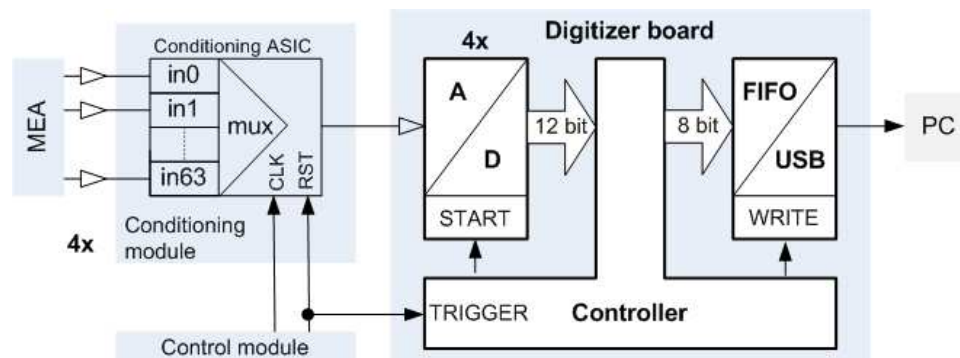 MEA
Conditioning ASIC
in0
in1
in63
mux
CLK
RST
4x
Conditioning
module
Control module
Digitizer board
4x
A
D
START
12 bit
8 bit
FIFO
USB
WRITE
PC
TRIGGER
Controller